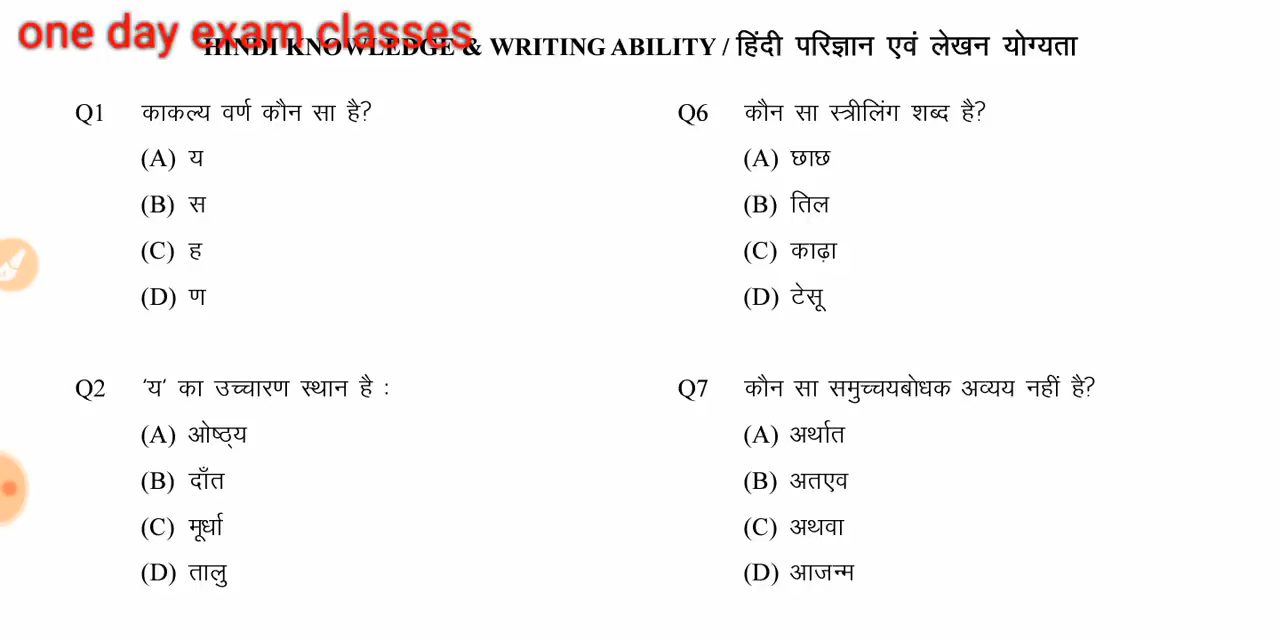 one day exam classes
HINDI KNOWLEDGE & WRITING ABILITY / हिंदी परिज्ञान एवं लेखन योग्यता
Q1 काकल्य वर्ण कौन सा है?
(A) य
(B) स
(C) ह
(D) ण
Q2 'य' का उच्चारण स्थान है :
(A) ओष्ठ्य
(B) दाँत
(C) मूर्धा
(D) तालु
Q6 कौन सा स्त्रीलिंग शब्द है?
(A) छाछ
(B) तिल
(C) काढ़ा
(D) टेसू
Q7 कौन सा समुच्चयबोधक अव्यय नहीं है?
(A) अर्थात
(B) अतएव
(C) अथवा
(D) आजन्म